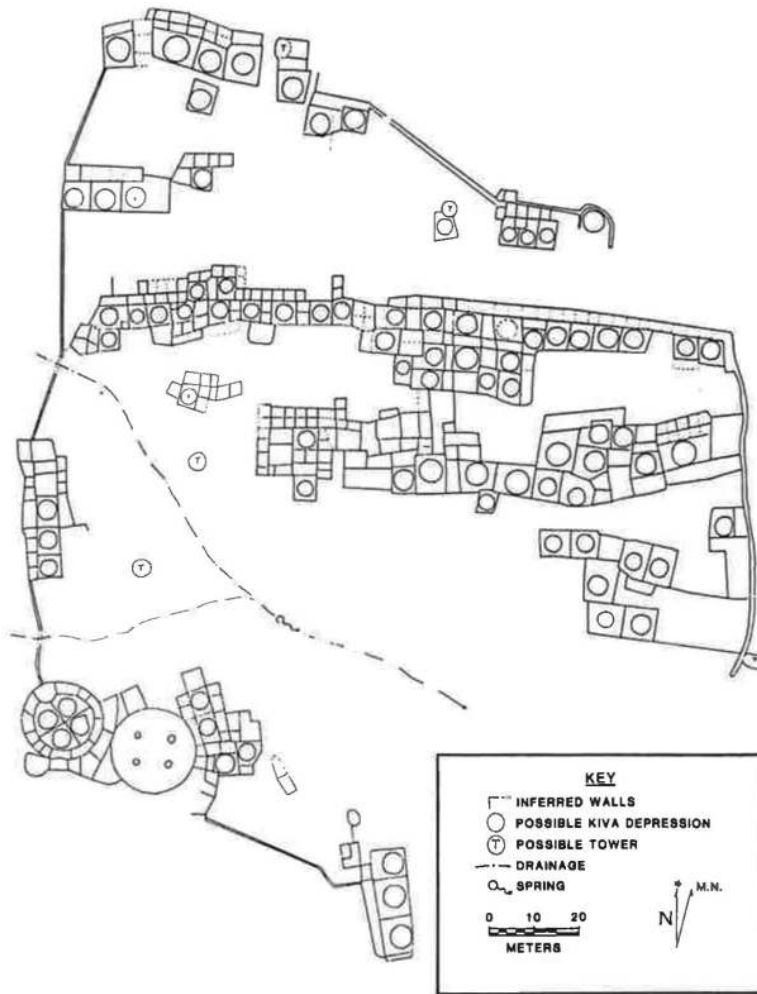 T
T
T
T
T
KEY
INFERRED WALLS
POSSIBLE KIVA DEPRESSION
T POSSIBLE TOWER
DRAINAGE
SPRING
* M.N.
N
0 10 20
METERS